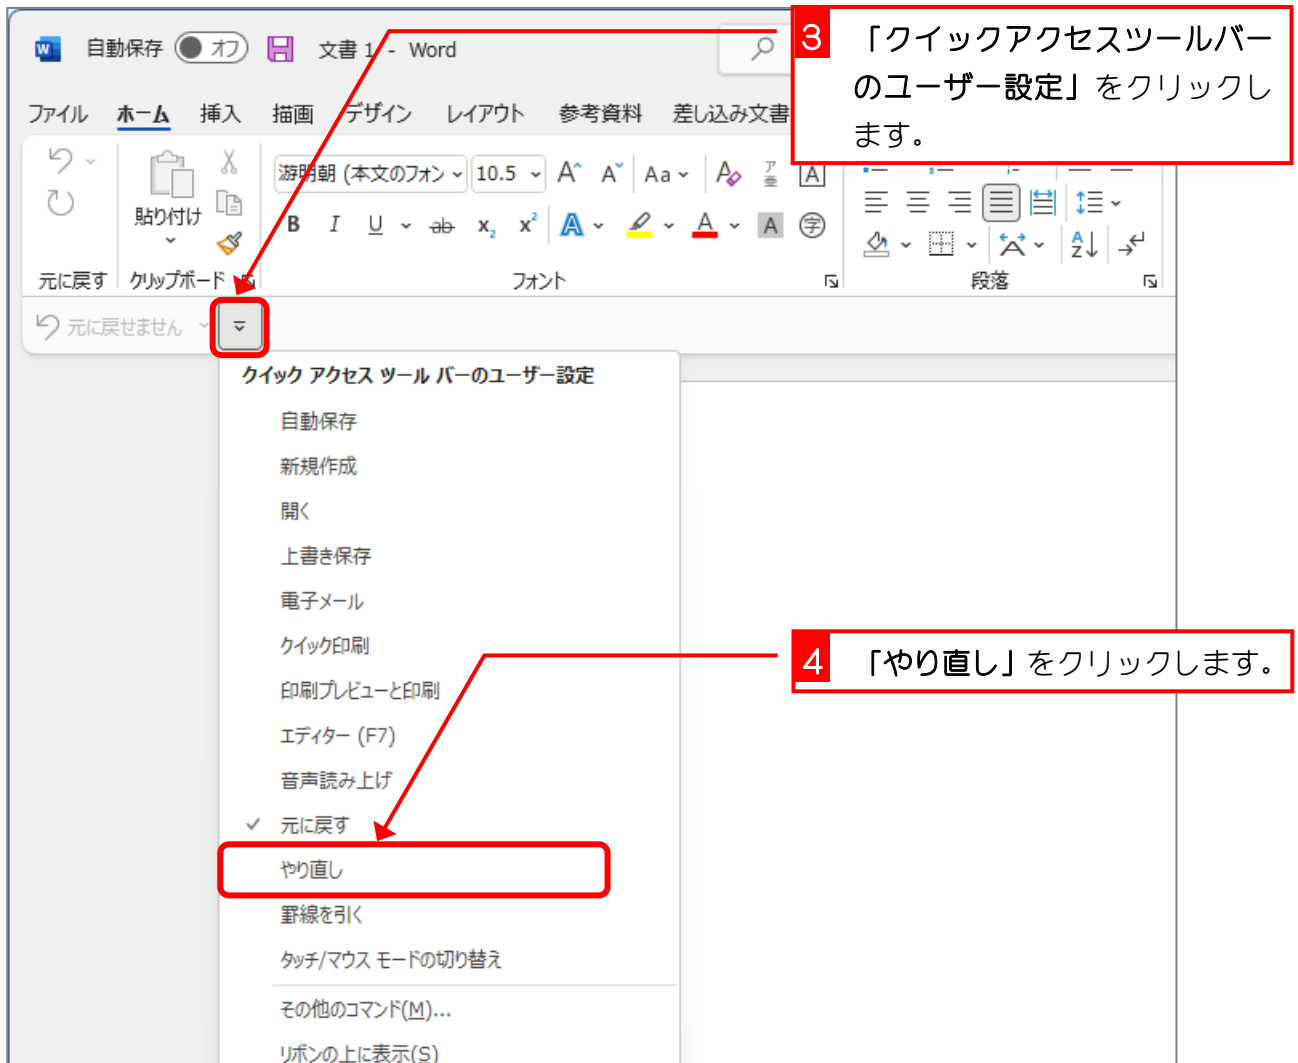 自動保存 オフ 文書 1 - Word
3 「クイックアクセスツールバー
のユーザー設定」をクリックし
ます。
ファイル ホーム 挿入 描画 デザイン レイアウト 参考資料 差し込み文書
貼り付け
游明朝 (本文のフォン 10.5 A A Aa A ア亜 A
B I U ab x₂ x² A A A 字
A Z
元に戻す クリップボード フォント 段落
元に戻せません
クイック アクセス ツール バーのユーザー設定
自動保存
新規作成
開く
上書き保存
電子メール
クイック印刷
4 「やり直し」をクリックします。
印刷プレビューと印刷
エディター (F7)
音声読み上げ
元に戻す
やり直し
罫線を引く
タッチ/マウス モードの切り替え
その他のコマンド(M)...
リボンの上に表示(S)